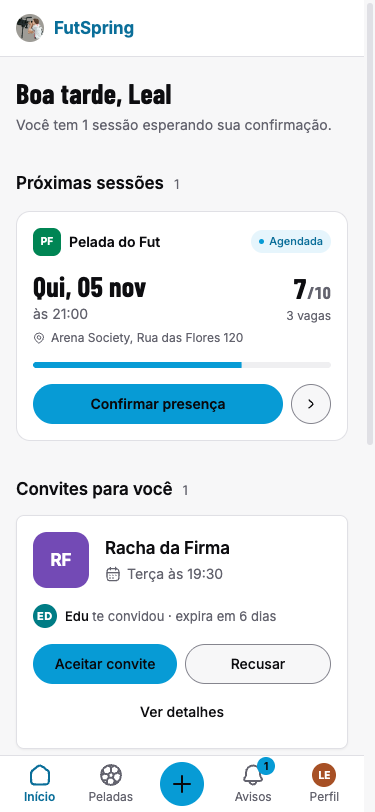 FutSpring
Boa tarde, Leal
Você tem 1 sessão esperando sua confirmação.
Próximas sessões 1
PF Pelada do Fut Agendada
Qui, 05 nov 7/10
às 21:00 3 vagas
Arena Society, Rua das Flores 120
Confirmar presença
Convites para você 1
RF Racha da Firma
Terça às 19:30
ED Edu te convidou · expira em 6 dias
Aceitar convite Recusar
Ver detalhes
1
LE
Início Peladas Avisos Perfil